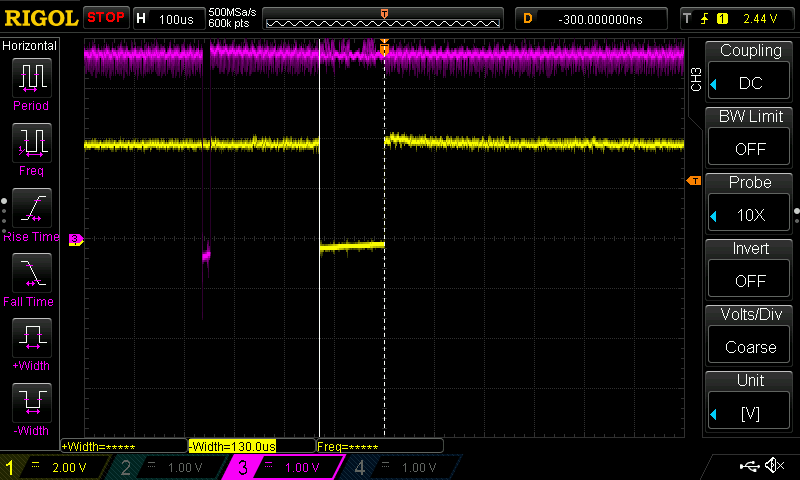 RIGOL STOP H 100us 500MSa/s 600k pts T D -300.000000ns T 1 2.44 V
Horizontal
Period
Freq
Rise Time
Fall Time
+Width
-Width
T
3
T
CH3
Coupling
DC
BW Limit
OFF
Probe
10X
Invert
OFF
Volts/Div
Coarse
Unit
[V]
+Width=***** -Width=130.0us Freq=*****
1 2.00 V 2 1.00 V 3 1.00 V 4 1.00 V